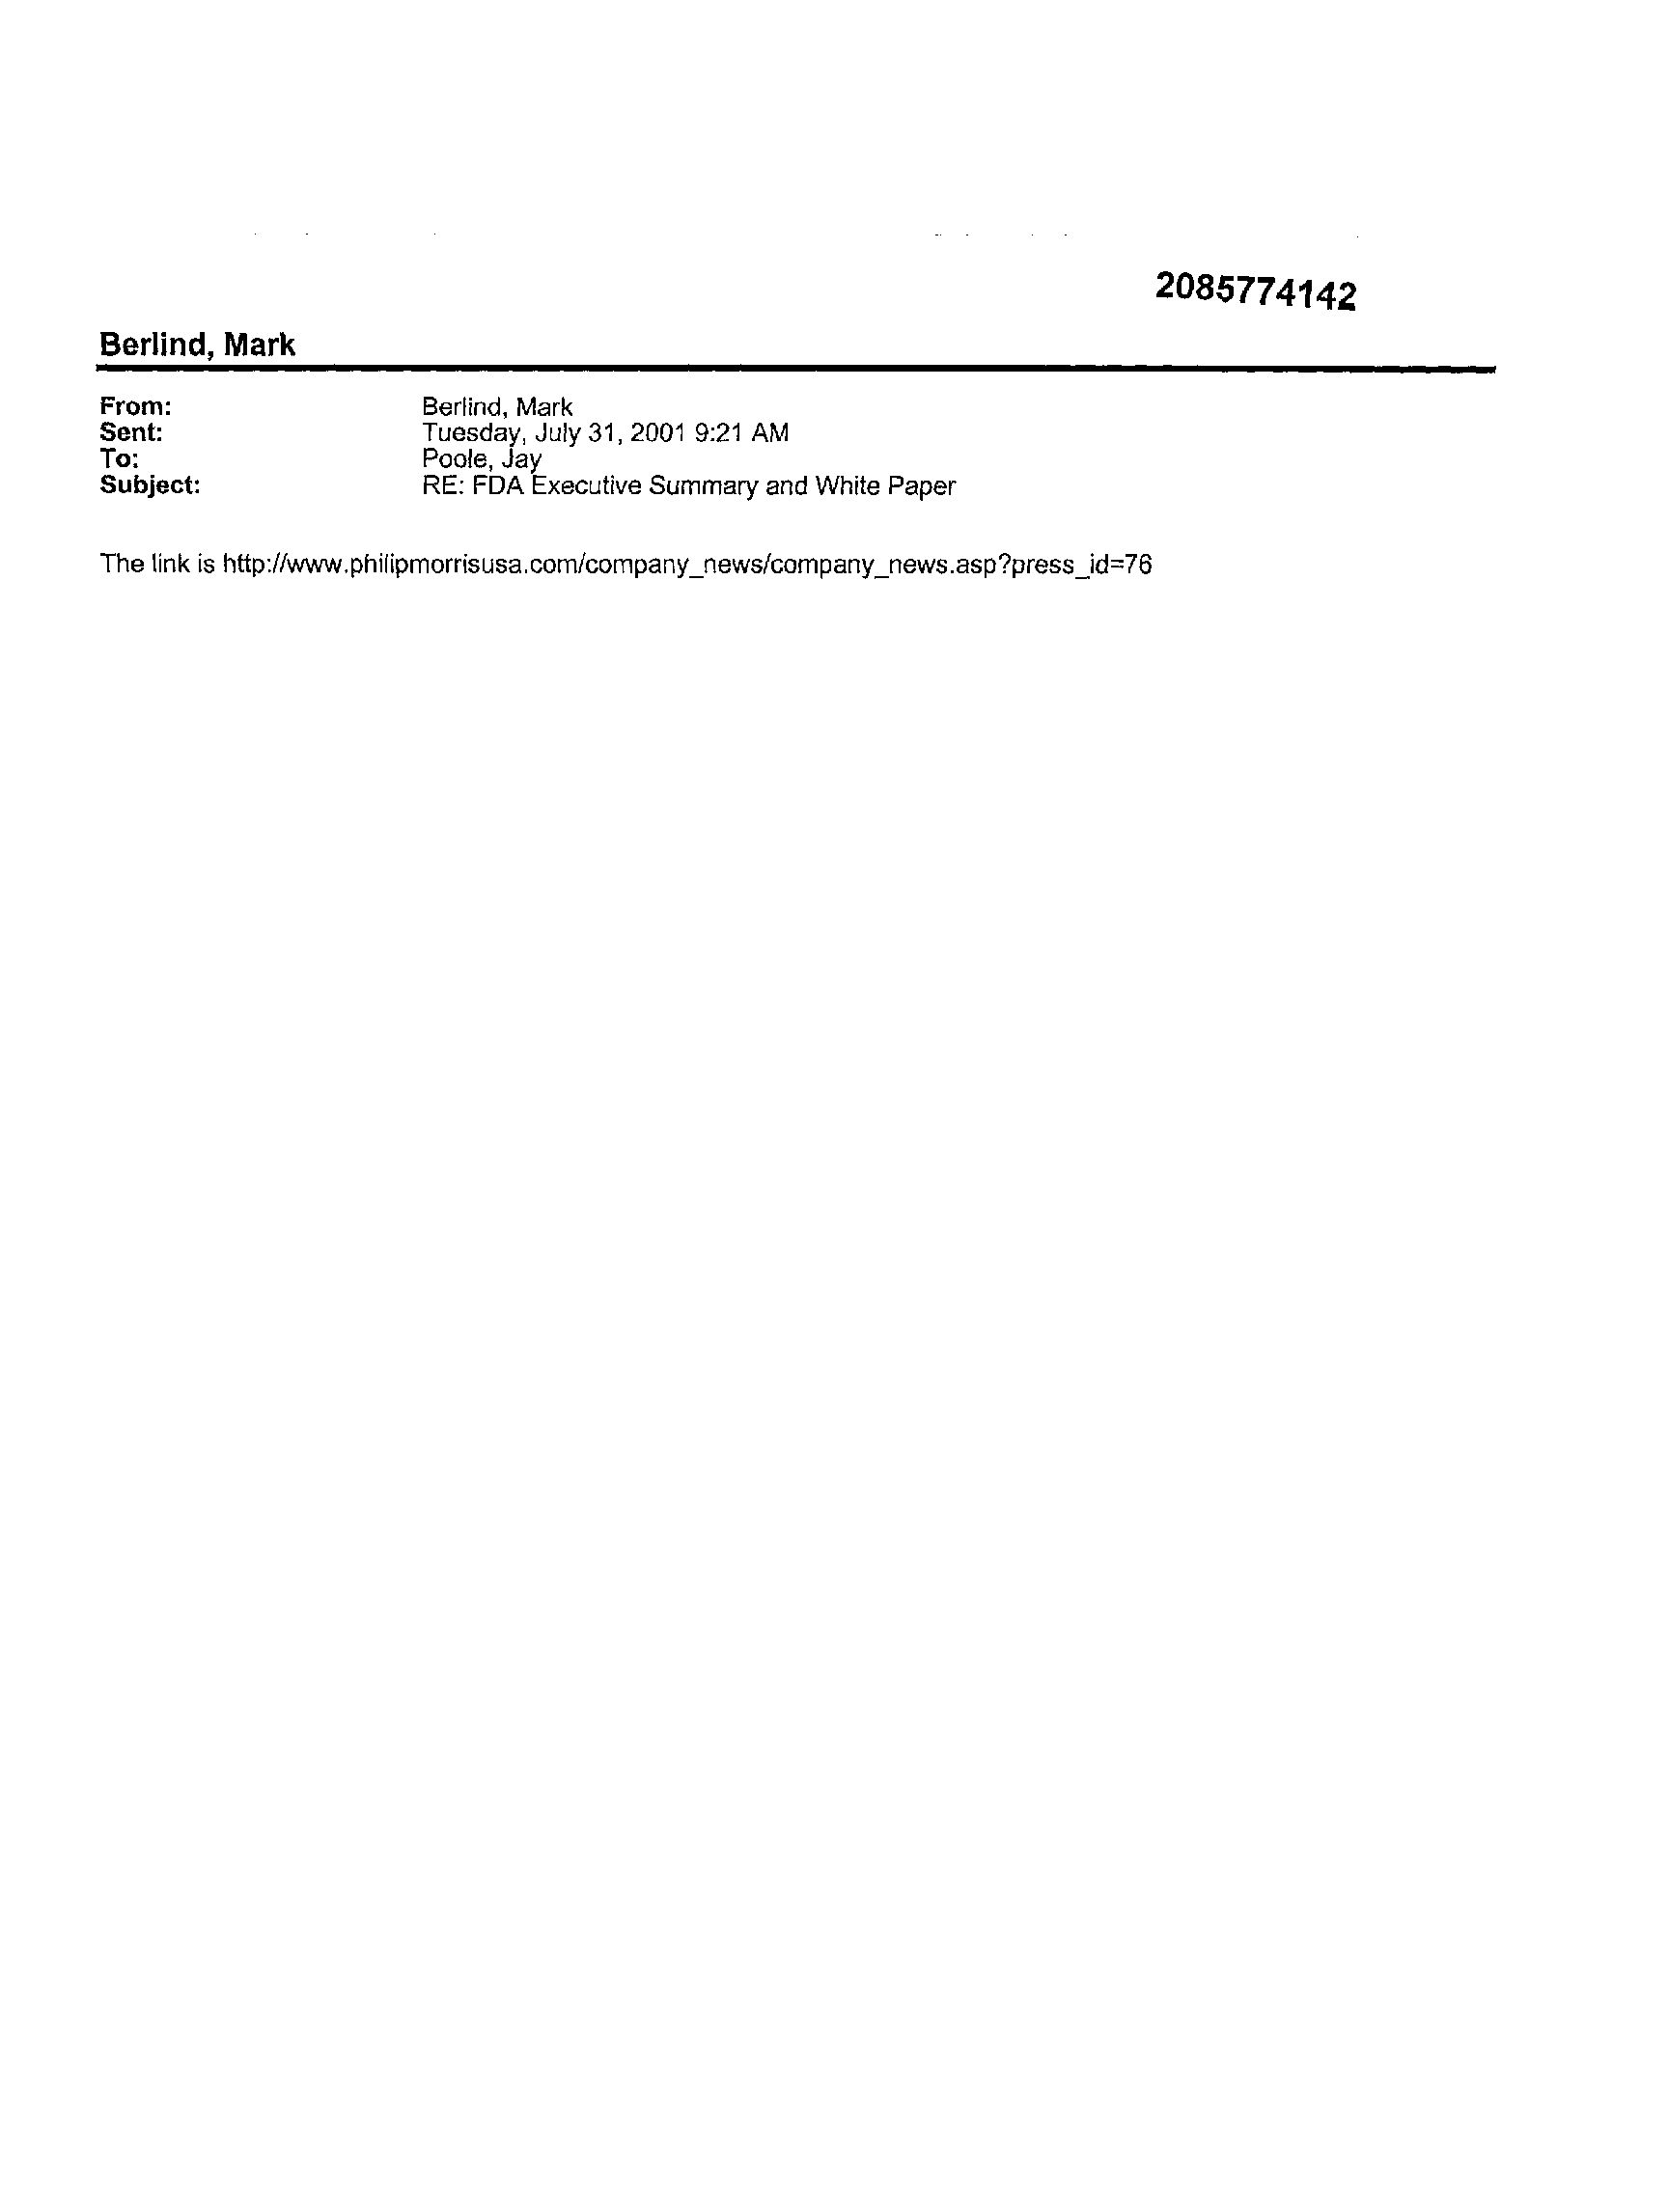 2085774142
Berlind, Mark
From: Berlind, Mark
Sent: Tuesday, July 31, 2001 9:21 AM
To: Poole, Jay
Subject: RE: FDA Executive Summary and White Paper
The link is http://www.philipmorrisusa.com/company_news/company_news.asp?press_id=76